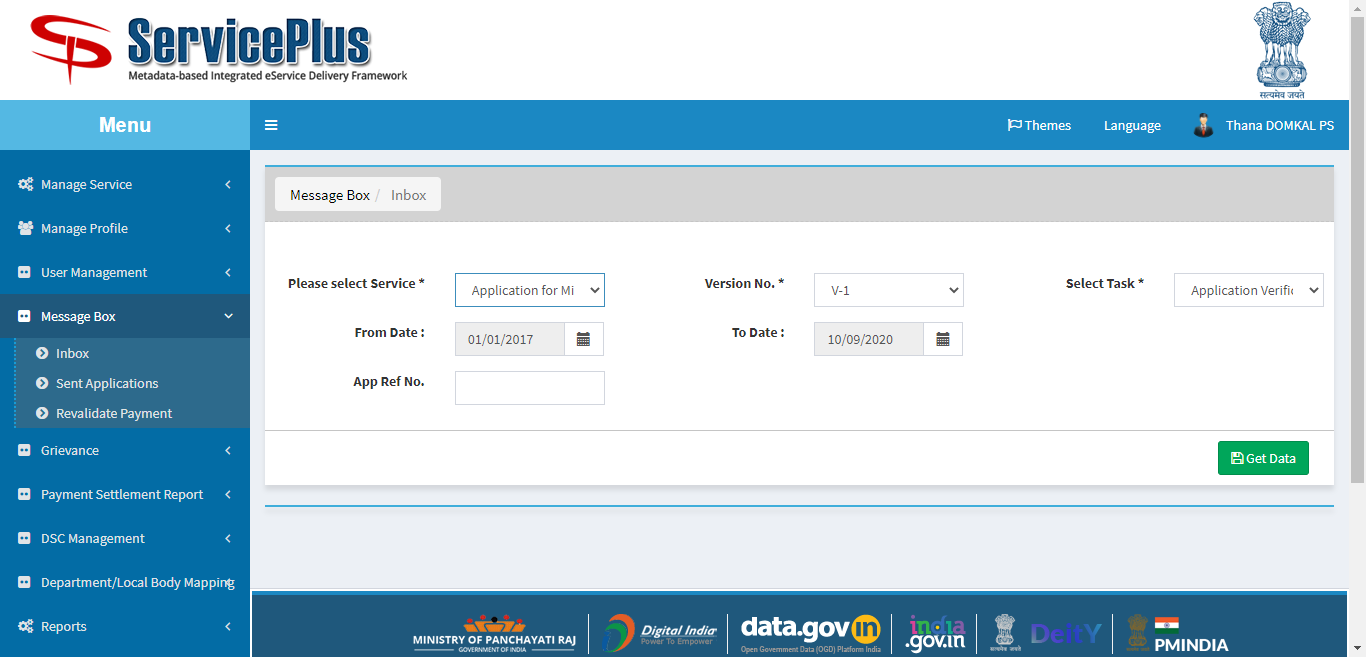 ServicePlus
Metadata-based Integrated eService Delivery Framework
सत्यमेव जयते
Menu
Themes
Language
Thana DOMKAL PS
Manage Service
Manage Profile
User Management
Message Box
Inbox
Sent Applications
Revalidate Payment
Grievance
Payment Settlement Report
DSC Management
Department/Local Body Mapping
Reports
Message Box / Inbox
Please select Service *
Application for Mi
Version No. *
V-1
Select Task *
Application Verific
From Date :
01/01/2017
To Date :
10/09/2020
App Ref No.
Get Data
MINISTRY OF PANCHAYATI RAJ
GOVERNMENT OF INDIA
Digital India
Power To Empower
data.gov in
Open Government Data (OGD) Platform India
india
.gov.in
सत्यमेव जयते
DeitY
PMINDIA